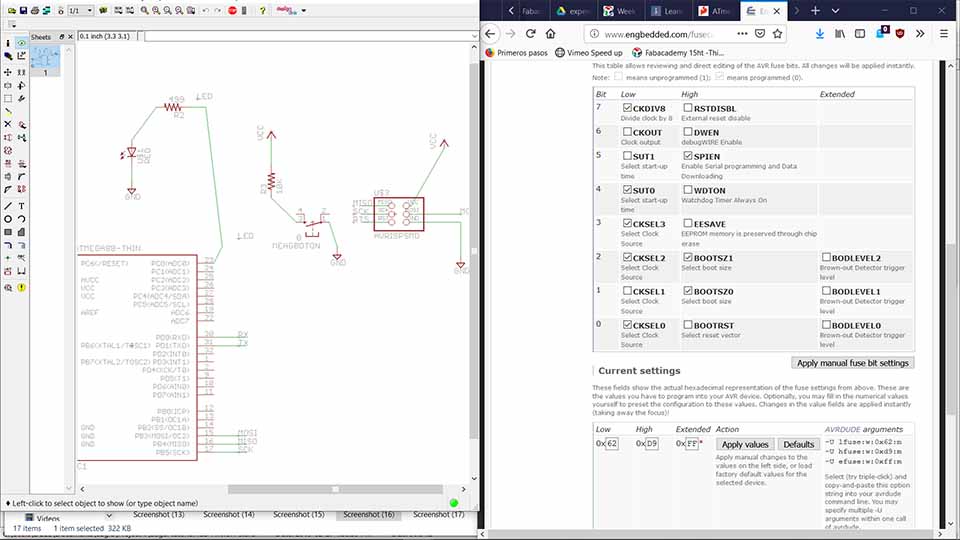 1/1
Sheets
0.1 inch (3.3 3.1)
1
LED
499
R2
RED
GND
VCC
R3
10K
GND
VCC
U$3
MISO
SCK
AVRISPSMD
GND
LED
TMEGA88-THIN
PC6(/RESET)
AVCC
VCC
VCC
AREF
PB6(XTAL1/TOSC1)
PB7(XTAL2/TOSC2)
GND
GND
GND
C1
PC0(ADC0)
PC1(ADC1)
PC2(ADC2)
PC3(ADC3)
PC4(ADC4/SDA)
PC5(ADC5/SCL)
ADC6
ADC7
PD0(RXD)
PD1(TXD)
PD2(INT0)
PD3(INT1)
PD4(XCK/T0)
PD5(T1)
PD6(AIN0)
PD7(AIN1)
PB0(ICP)
PB1(OC1A)
PB2(SS/OC1B)
PB3(MOSI/OC2)
PB4(MISO)
PB5(SCK)
RX
TX
MOSI
MISO
SCK
Left-click to select object to show (or type object name)
Videos
Screenshot (13)
Screenshot (14)
Screenshot (15)
Screenshot (16)
Screenshot (17)
17 items
1 item selected 322 KB
Fabac
exper
Week
Learn
ATme
www.engbedded.com/fusec
Primeros pasos
Vimeo Speed up
Fabacademy 15ht -Thi...
This table allows reviewing and direct editing of the AVR fuse bits. All changes will be applied instantly.
Note: means unprogrammed (1); means programmed (0).
Bit Low High Extended
7 CKDIV8 RSTDISBL
Divide clock by 8 External reset disable
6 CKOUT DWEN
Clock output debugWIRE Enable
5 SUT1 SPIEN
Select start-up time Enable Serial programming and Data Downloading
4 SUT0 WDTON
Select start-up time Watchdog Timer Always On
3 CKSEL3 EESAVE
Select Clock Source EEPROM memory is preserved through chip erase
2 CKSEL2 BOOTSZ1 BODLEVEL2
Select Clock Source Select boot size Brown-out Detector trigger level
1 CKSEL1 BOOTSZ0 BODLEVEL1
Select Clock Source Select boot size Brown-out Detector trigger level
0 CKSEL0 BOOTRST BODLEVEL0
Select Clock Source Select reset vector Brown-out Detector trigger level
Apply manual fuse bit settings
Current settings
These fields show the actual hexadecimal representation of the fuse settings from above. These are
the values you have to program into your AVR device. Optionally, you may fill in the numerical values
yourself to preset the configuration to these values. Changes in the value fields are applied instantly
(taking away the focus)!
Low High Extended Action AVRDUDE arguments
0x 62 0x D9 0x FF * Apply values Defaults
Apply manual changes to the
values on the left side, or load
factory default values for the
selected device.
-U lfuse:w:0x62:m
-U hfuse:w:0xd9:m
-U efuse:w:0xff:m
Select (try triple-click) and
copy-and-paste this option
string into your avrdude
command line. You may
specify multiple -U
arguments within one call
of avrdude.